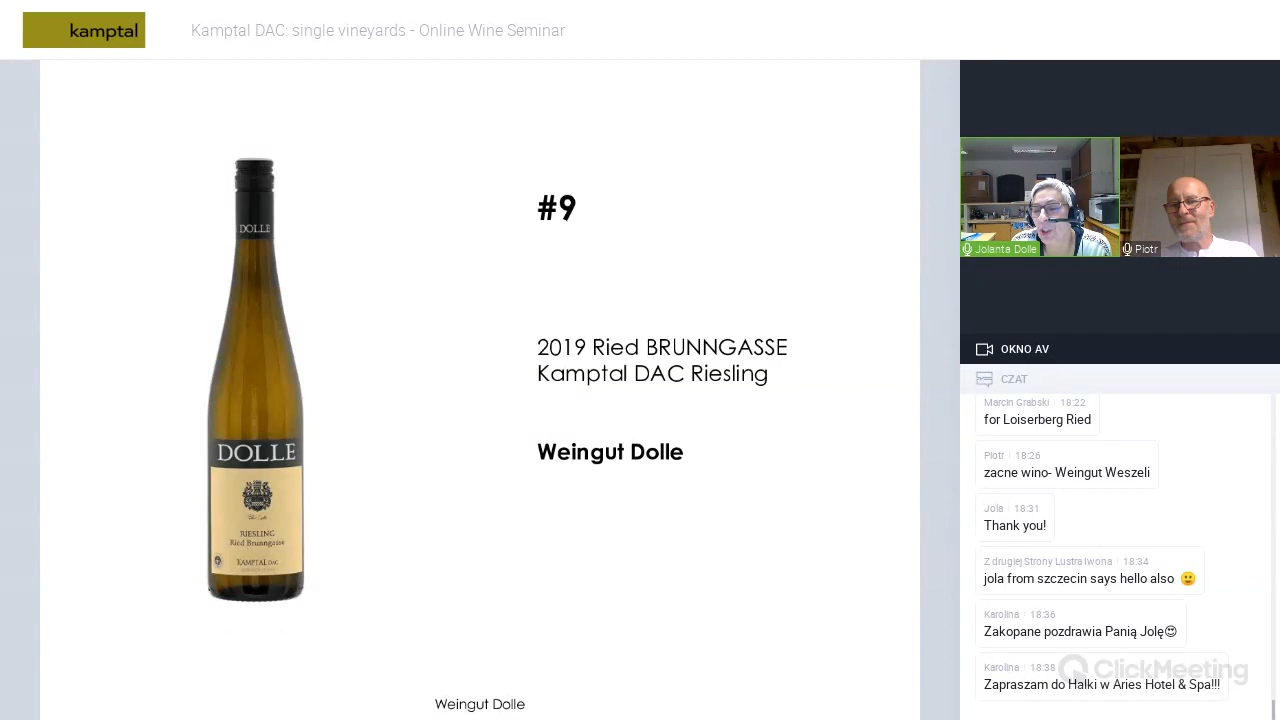 kamptal
Kamptal DAC: single vineyards - Online Wine Seminar
DOLLE
DOLLE
RIESLING
Ried Brunngasse
KAMPTAL DAC
#9
2019 Ried BRUNNGASSE
Kamptal DAC Riesling
Weingut Dolle
Weingut Dolle
Jolanta Dolle
Piotr
OKNO AV
CZAT
Marcin Grabski 18:22
for Loiserberg Ried
Piotr 18:26
zacne wino- Weingut Weszeli
Jola 18:31
Thank you!
Z drugiej Strony Lustra Iwona 18:34
jola from szczecin says hello also 🙂
Karolina 18:36
Zakopane pozdrawia Panią Jolę😍
Karolina 18:38
Zapraszam do Halki w Aries Hotel & Spa!!!
ClickMeeting